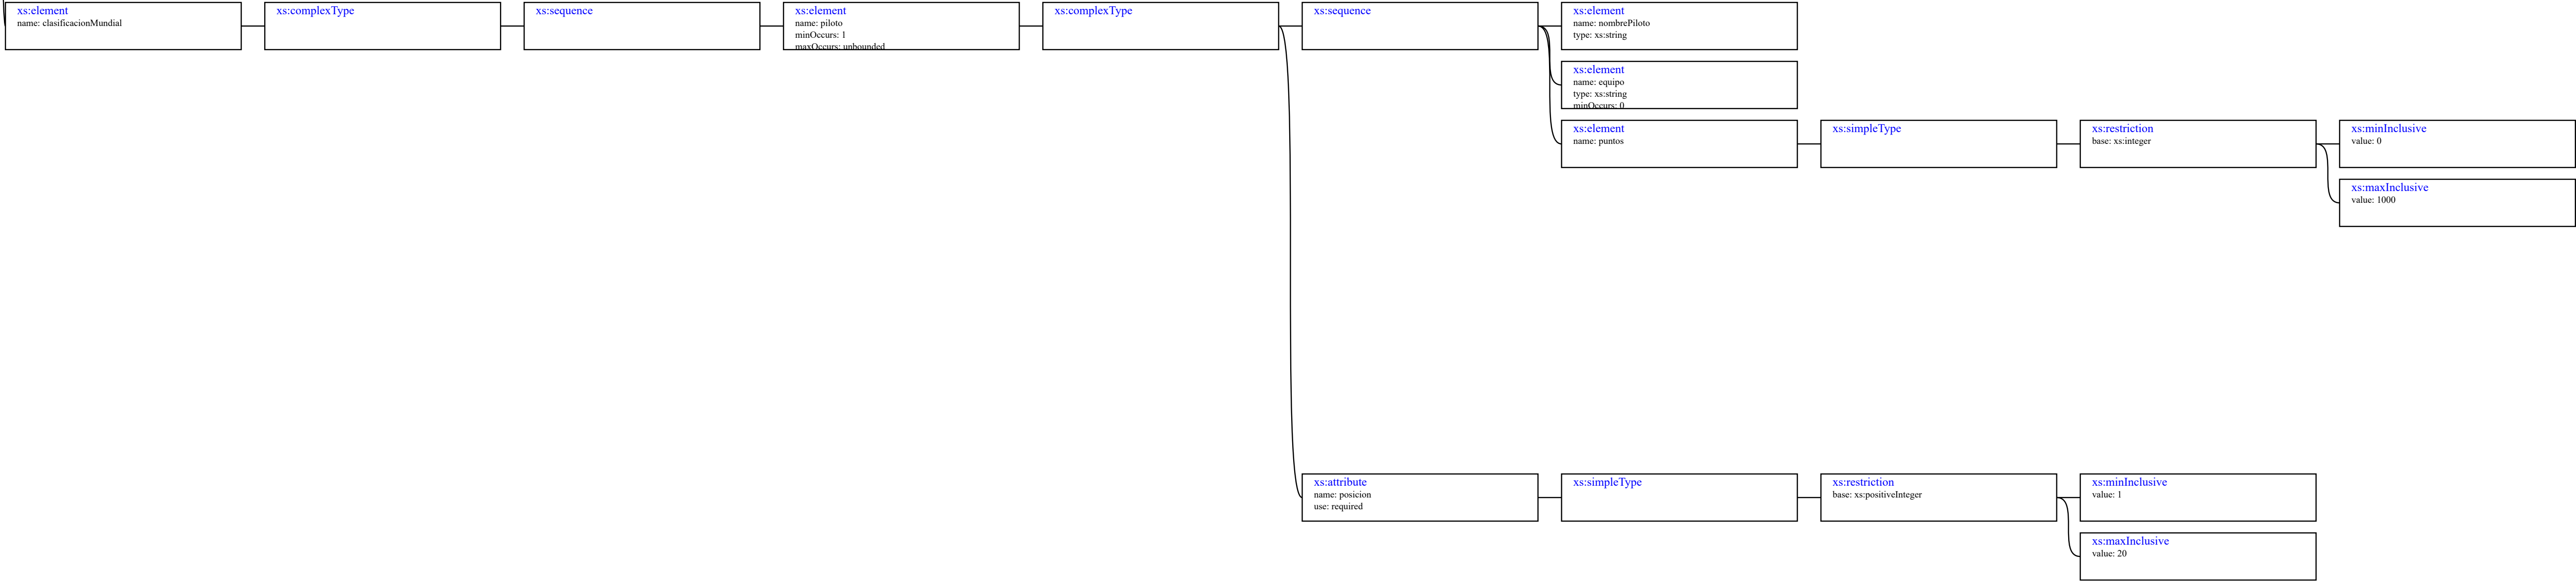 xs:element
name: clasificacionMundial
xs:complexType
xs:sequence
xs:element
name: piloto
minOccurs: 1
maxOccurs: unbounded
xs:complexType
xs:sequence
xs:element
name: nombrePiloto
type: xs:string
xs:element
name: equipo
type: xs:string
minOccurs: 0
xs:element
name: puntos
xs:simpleType
xs:restriction
base: xs:integer
xs:minInclusive
value: 0
xs:maxInclusive
value: 1000
xs:attribute
name: posicion
use: required
xs:simpleType
xs:restriction
base: xs:positiveInteger
xs:minInclusive
value: 1
xs:maxInclusive
value: 20